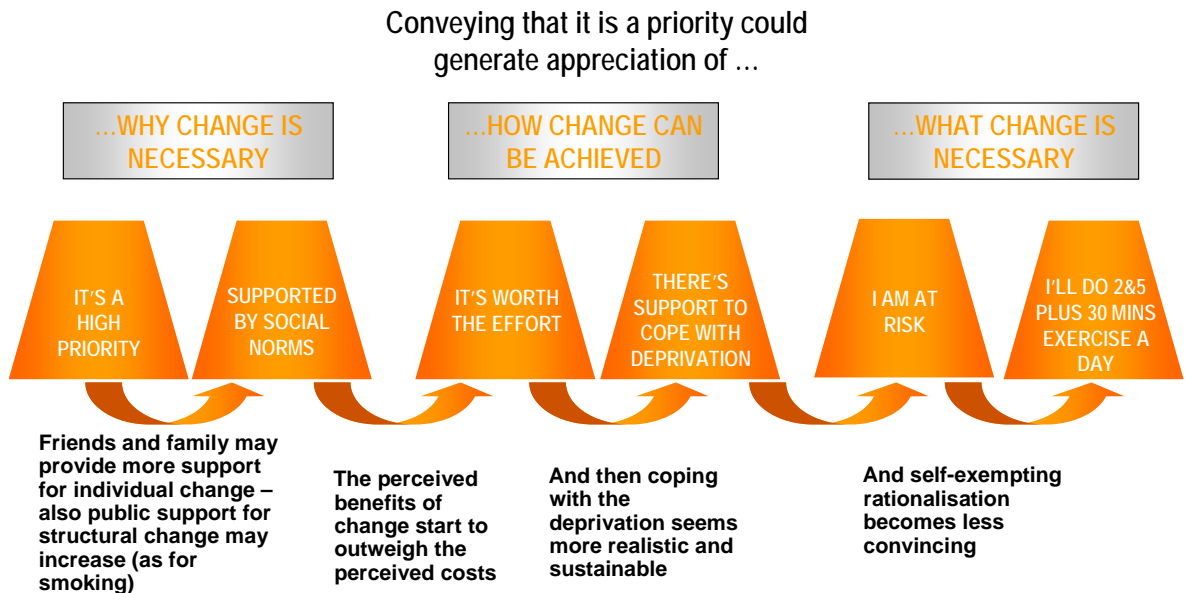 Conveying that it is a priority could
generate appreciation of ...
...WHY CHANGE IS
NECESSARY
...HOW CHANGE CAN
BE ACHIEVED
...WHAT CHANGE IS
NECESSARY
IT'S A
HIGH
PRIORITY
SUPPORTED
BY SOCIAL
NORMS
IT'S WORTH
THE EFFORT
THERE'S
SUPPORT TO
COPE WITH
DEPRIVATION
I AM AT
RISK
I'LL DO 2&5
PLUS 30 MINS
EXERCISE A
DAY
Friends and family may
provide more support
for individual change –
also public support for
structural change may
increase (as for
smoking)
The perceived
benefits of
change start to
outweigh the
perceived costs
And then coping
with the
deprivation seems
more realistic and
sustainable
And self-exempting
rationalisation
becomes less
convincing